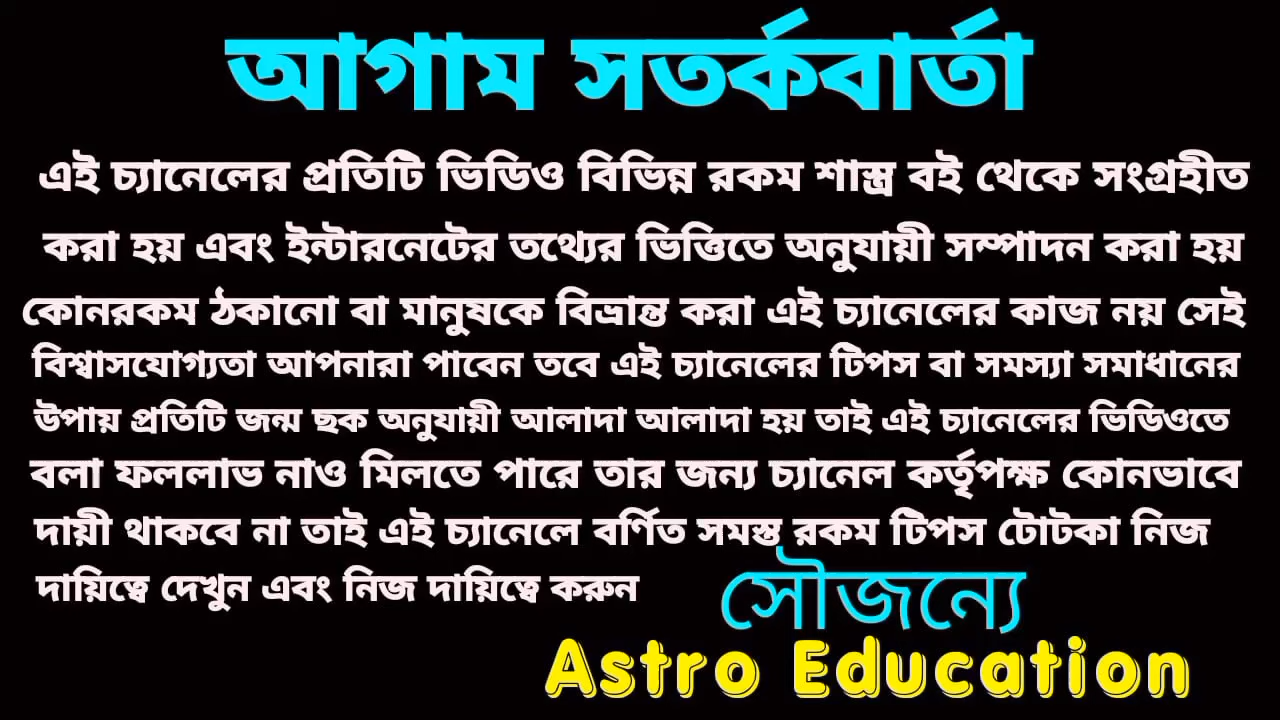 আগাম সতর্কবার্তা
এই চ্যানেলের প্রতিটি ভিডিও বিভিন্ন রকম শাস্ত্র বই থেকে সংগ্রহীত
করা হয় এবং ইন্টারনেটের তথ্যের ভিত্তিতে অনুযায়ী সম্পাদন করা হয়
কোনরকম ঠকানো বা মানুষকে বিভ্রান্ত করা এই চ্যানেলের কাজ নয় সেই
বিশ্বাসযোগ্যতা আপনারা পাবেন তবে এই চ্যানেলের টিপস বা সমস্যা সমাধানের
উপায় প্রতিটি জন্ম ছক অনুযায়ী আলাদা আলাদা হয় তাই এই চ্যানেলের ভিডিওতে
বলা ফললাভ নাও মিলতে পারে তার জন্য চ্যানেল কর্তৃপক্ষ কোনভাবে
দায়ী থাকবে না তাই এই চ্যানেলে বর্ণিত সমস্ত রকম টিপস টোটকা নিজ
দায়িত্বে দেখুন এবং নিজ দায়িত্বে করুন
সৌজন্যে
Astro Education